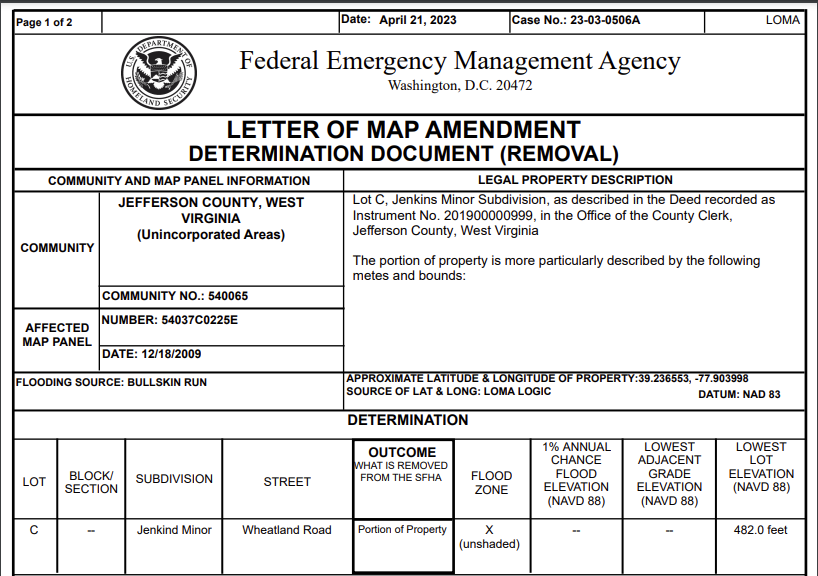 Page 1 of 2
Date: April 21, 2023
Case No.: 23-03-0506A
LOMA
U.S. DEPARTMENT OF
HOMELAND SECURITY
Federal Emergency Management Agency
Washington, D.C. 20472
LETTER OF MAP AMENDMENT
DETERMINATION DOCUMENT (REMOVAL)
COMMUNITY AND MAP PANEL INFORMATION
LEGAL PROPERTY DESCRIPTION
COMMUNITY
JEFFERSON COUNTY, WEST
VIRGINIA
(Unincorporated Areas)
COMMUNITY NO.: 540065
Lot C, Jenkins Minor Subdivision, as described in the Deed recorded as
Instrument No. 201900000999, in the Office of the County Clerk,
Jefferson County, West Virginia
The portion of property is more particularly described by the following
metes and bounds:
AFFECTED
MAP PANEL
NUMBER: 54037C0225E
DATE: 12/18/2009
FLOODING SOURCE: BULLSKIN RUN
APPROXIMATE LATITUDE & LONGITUDE OF PROPERTY:39.236553, -77.903998
SOURCE OF LAT & LONG: LOMA LOGIC
DATUM: NAD 83
DETERMINATION
LOT
BLOCK/
SECTION
SUBDIVISION
STREET
OUTCOME
WHAT IS REMOVED
FROM THE SFHA
FLOOD
ZONE
1% ANNUAL
CHANCE
FLOOD
ELEVATION
(NAVD 88)
LOWEST
ADJACENT
GRADE
ELEVATION
(NAVD 88)
LOWEST
LOT
ELEVATION
(NAVD 88)
C
--
Jenkind Minor
Wheatland Road
Portion of Property
X
(unshaded)
--
--
482.0 feet